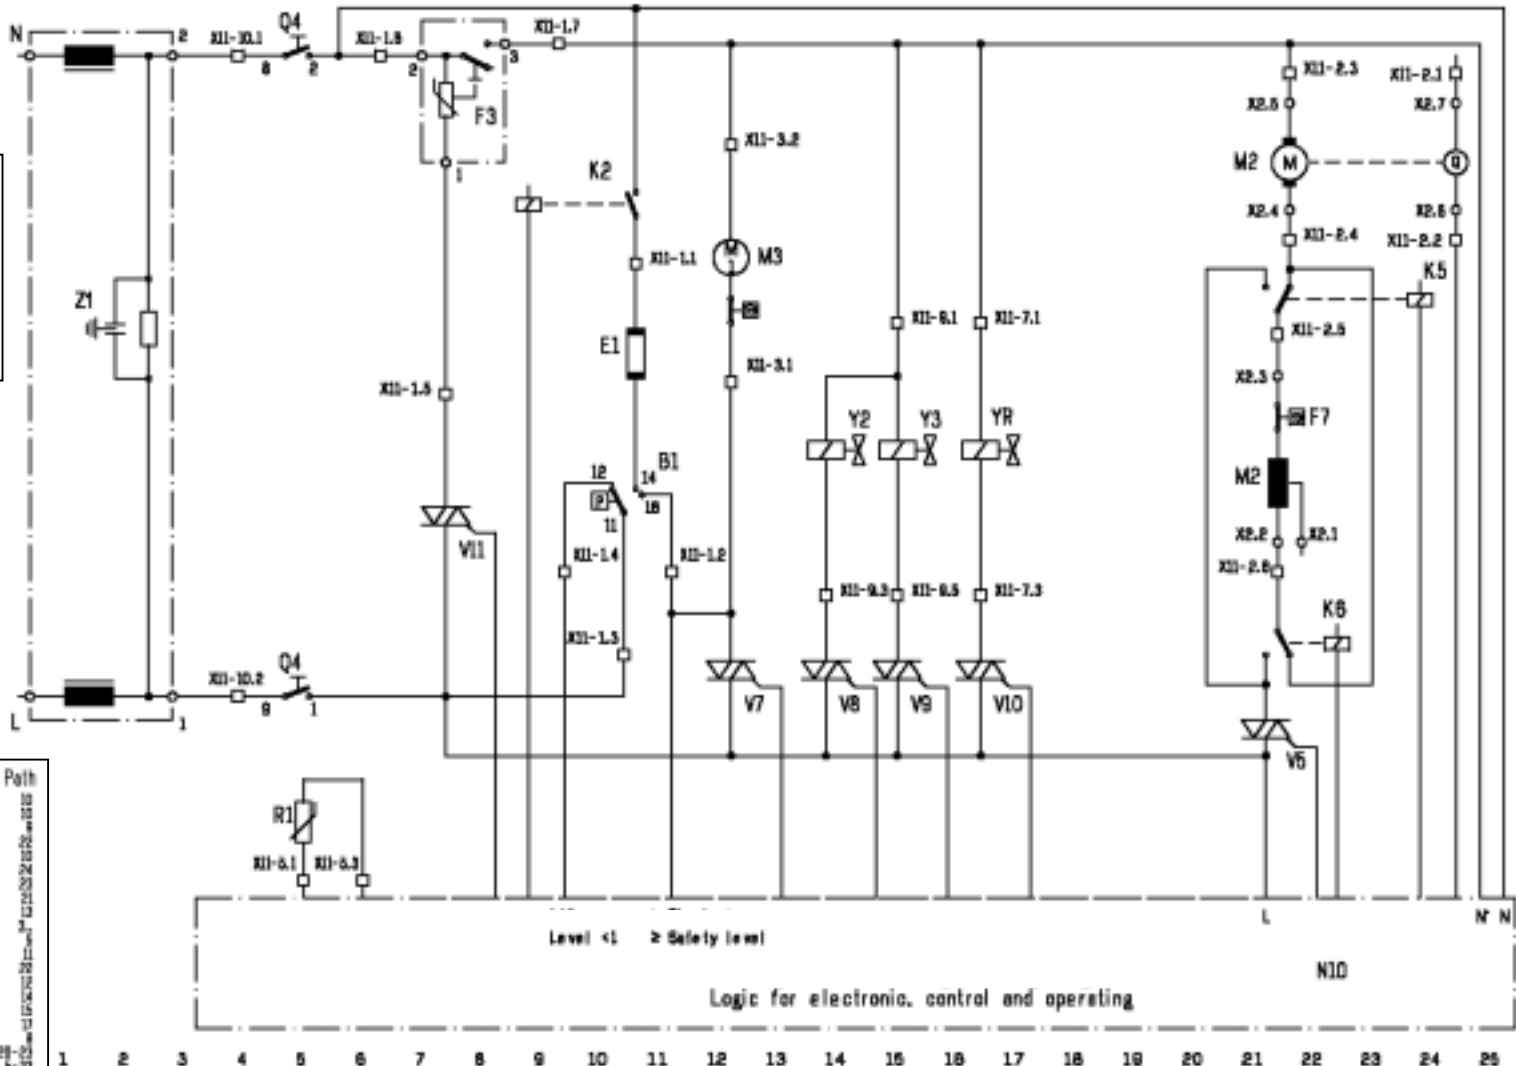 N
2
X11-10.1
Q4
8
2
X11-1.6
2
3
X11-1.7
F3
1
X11-2.3
X11-2.1
X2.5
X2.7
X11-3.2
M2
M
K2
X2.4
X2.6
X11-2.4
X11-2.2
X11-1.1
M
1
M3
K5
Z1
X11-7.1
X11-2.5
E1
X11-3.1
X2.3
X11-1.5
Y2
Y3
YR
F7
12
14
B1
P
11
M2
V11
X2.2
X2.1
X11-1.4
X11-1.2
X11-7.3
X11-1.3
K6
X11-10.2
Q4
9
1
L
1
V7
V8
V9
V10
Path
R1
L
N
Level <1 ≥ Safety level
N10
Logic for electronic. control and operating
1 2 3 4 5 6 7 8 9 10 11 12 13 14 15 16 17 18 19 20 21 22 23 24 25